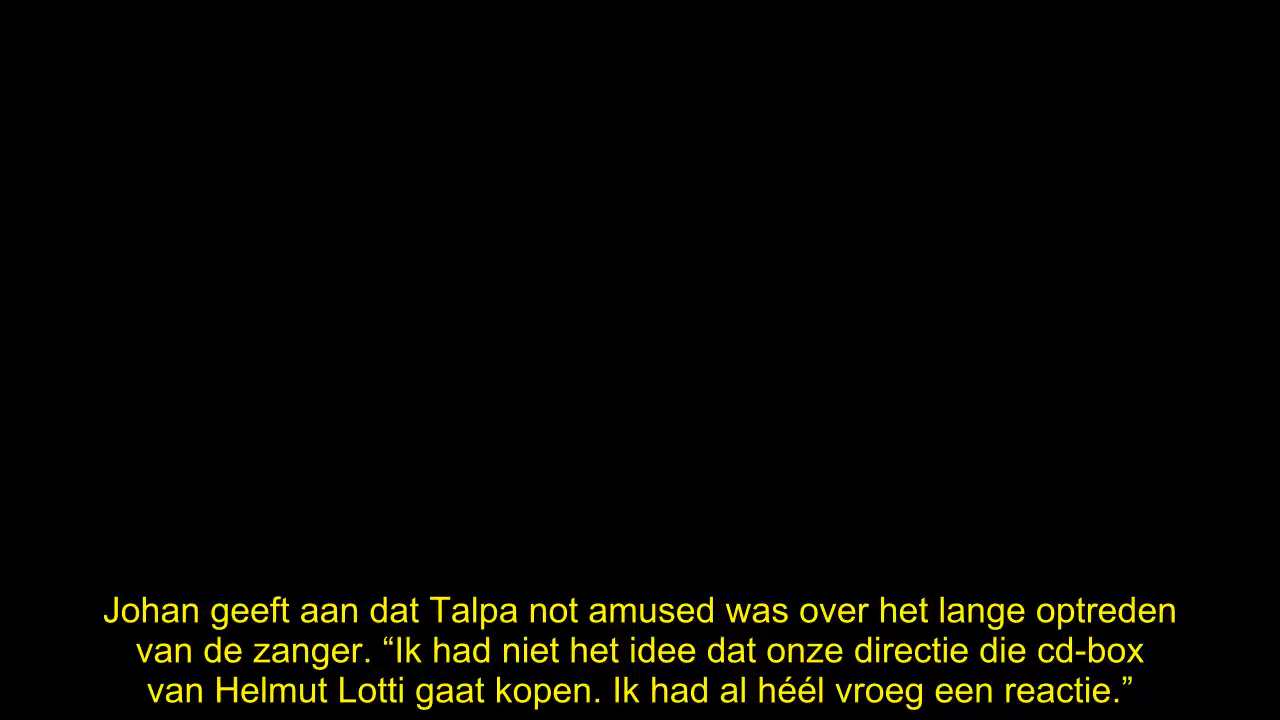 Johan geeft aan dat Talpa not amused was over het lange optreden
van de zanger. “Ik had niet het idee dat onze directie die cd-box
van Helmut Lotti gaat kopen. Ik had al héél vroeg een reactie.”